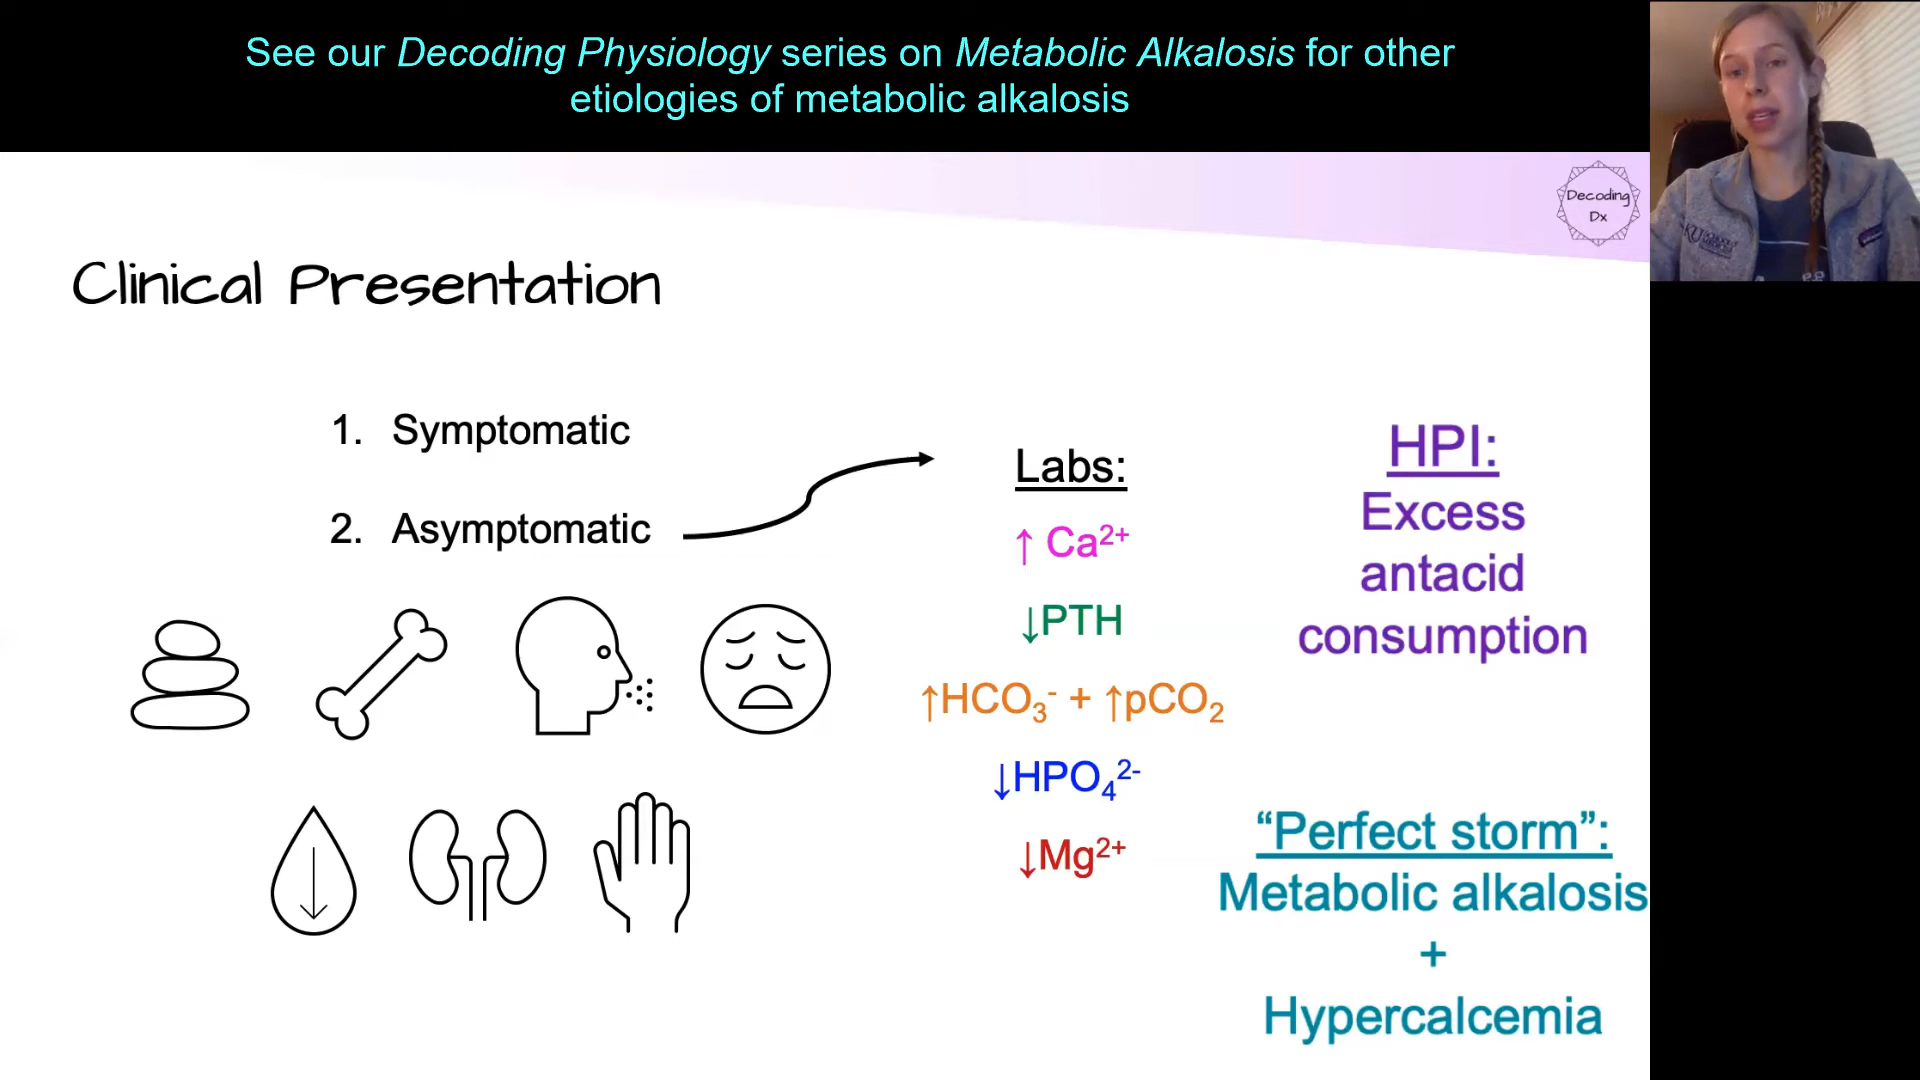 See our Decoding Physiology series on Metabolic Alkalosis for other
etiologies of metabolic alkalosis
Decoding
Dx
Clinical Presentation
1. Symptomatic
2. Asymptomatic
Labs:
↑ Ca²⁺
↓PTH
↑HCO₃⁻ + ↑pCO₂
↓HPO₄²⁻
↓Mg²⁺
HPI:
Excess
antacid
consumption
“Perfect storm”:
Metabolic alkalosis
+
Hypercalcemia
KU